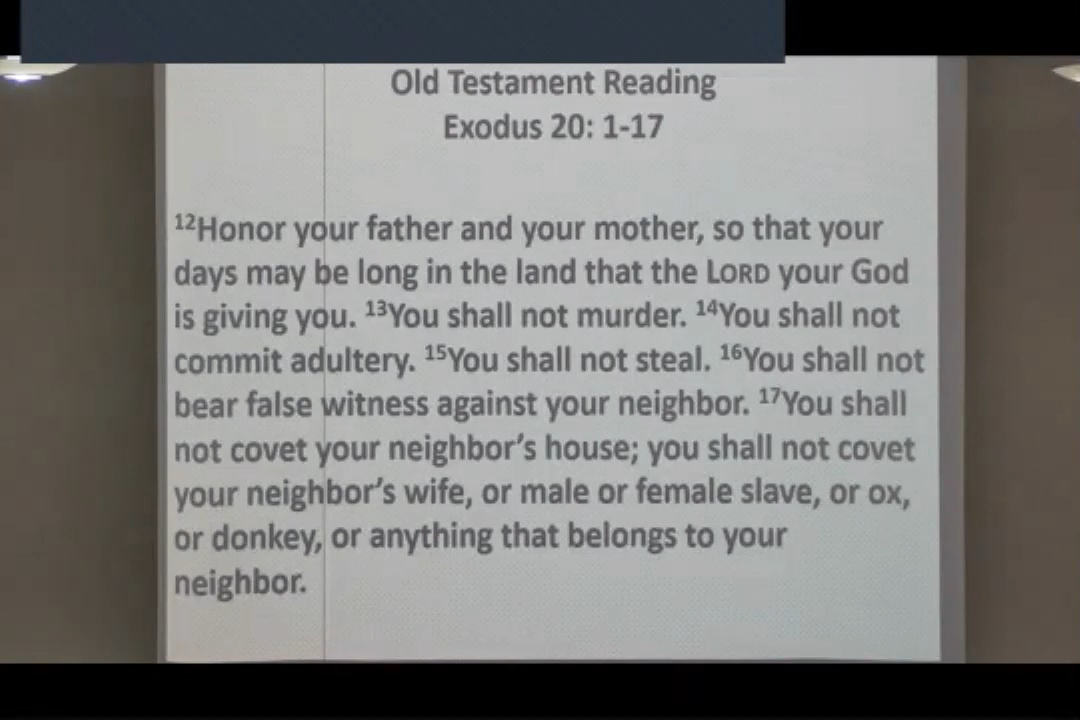 Old Testament Reading
Exodus 20: 1-17
¹²Honor your father and your mother, so that your
days may be long in the land that the LORD your God
is giving you. ¹³You shall not murder. ¹⁴You shall not
commit adultery. ¹⁵You shall not steal. ¹⁶You shall not
bear false witness against your neighbor. ¹⁷You shall
not covet your neighbor’s house; you shall not covet
your neighbor’s wife, or male or female slave, or ox,
or donkey, or anything that belongs to your
neighbor.